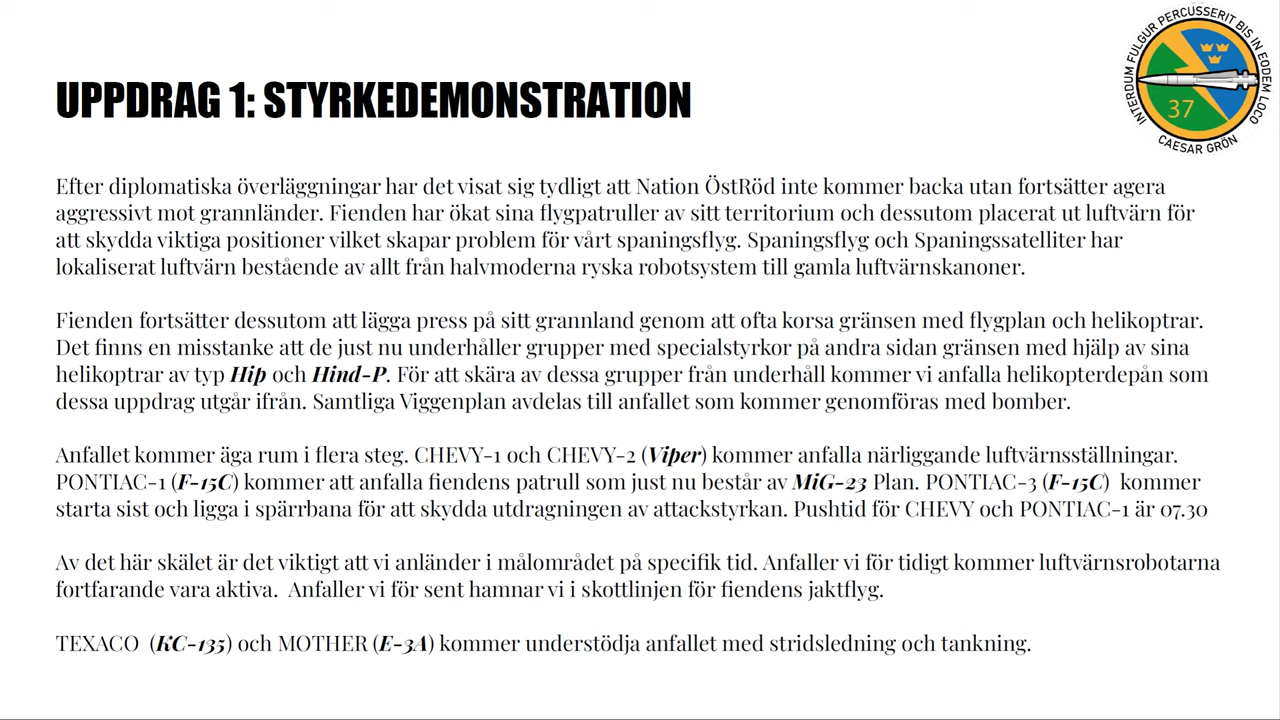 UPPDRAG 1: STYRKEDEMONSTRATION
INTERDUM FULGUR PERCUSSERIT BIS IN EODEM LOCO
37
CAESAR GRÖN
Efter diplomatiska överläggningar har det visat sig tydligt att Nation ÖstRöd inte kommer backa utan fortsätter agera
aggressivt mot grannländer. Fienden har ökat sina flygpatruller av sitt territorium och dessutom placerat ut luftvärn för
att skydda viktiga positioner vilket skapar problem för vårt spaningsflyg. Spaningsflyg och Spaningssatelliter har
lokaliserat luftvärn bestående av allt från halvmoderna ryska robotsystem till gamla luftvärnskanoner.
Fienden fortsätter dessutom att lägga press på sitt grannland genom att ofta korsa gränsen med flygplan och helikoptrar.
Det finns en misstanke att de just nu underhåller grupper med specialstyrkor på andra sidan gränsen med hjälp av sina
helikoptrar av typ Hip och Hind-P. För att skära av dessa grupper från underhåll kommer vi anfalla helikopterdepån som
dessa uppdrag utgår ifrån. Samtliga Viggenplan avdelas till anfallet som kommer genomföras med bomber.
Anfallet kommer äga rum i flera steg. CHEVY-1 och CHEVY-2 (Viper) kommer anfalla närliggande luftvärnsställningar.
PONTIAC-1 (F-15C) kommer att anfalla fiendens patrull som just nu består av MiG-23 Plan. PONTIAC-3 (F-15C) kommer
starta sist och ligga i spärrbana för att skydda utdragningen av attackstyrkan. Pushtid för CHEVY och PONTIAC-1 är 07.30
Av det här skälet är det viktigt att vi anländer i målområdet på specifik tid. Anfaller vi för tidigt kommer luftvärnsrobotarna
fortfarande vara aktiva. Anfaller vi för sent hamnar vi i skottlinjen för fiendens jaktflyg.
TEXACO (KC-135) och MOTHER (E-3A) kommer understödja anfallet med stridsledning och tankning.